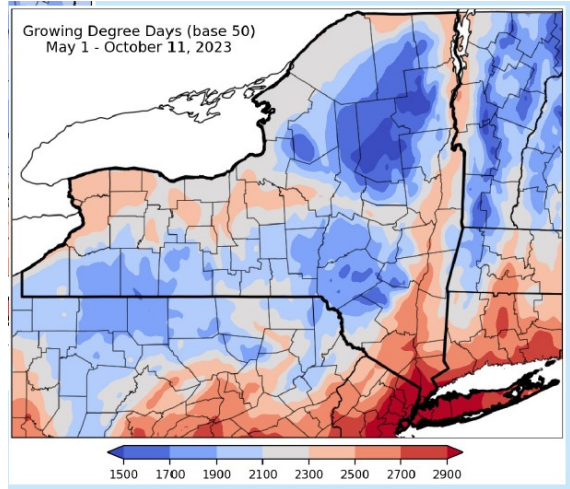 Growing Degree Days (base 50)
May 1 - October 11, 2023
1500 1700 1900 2100 2300 2500 2700 2900